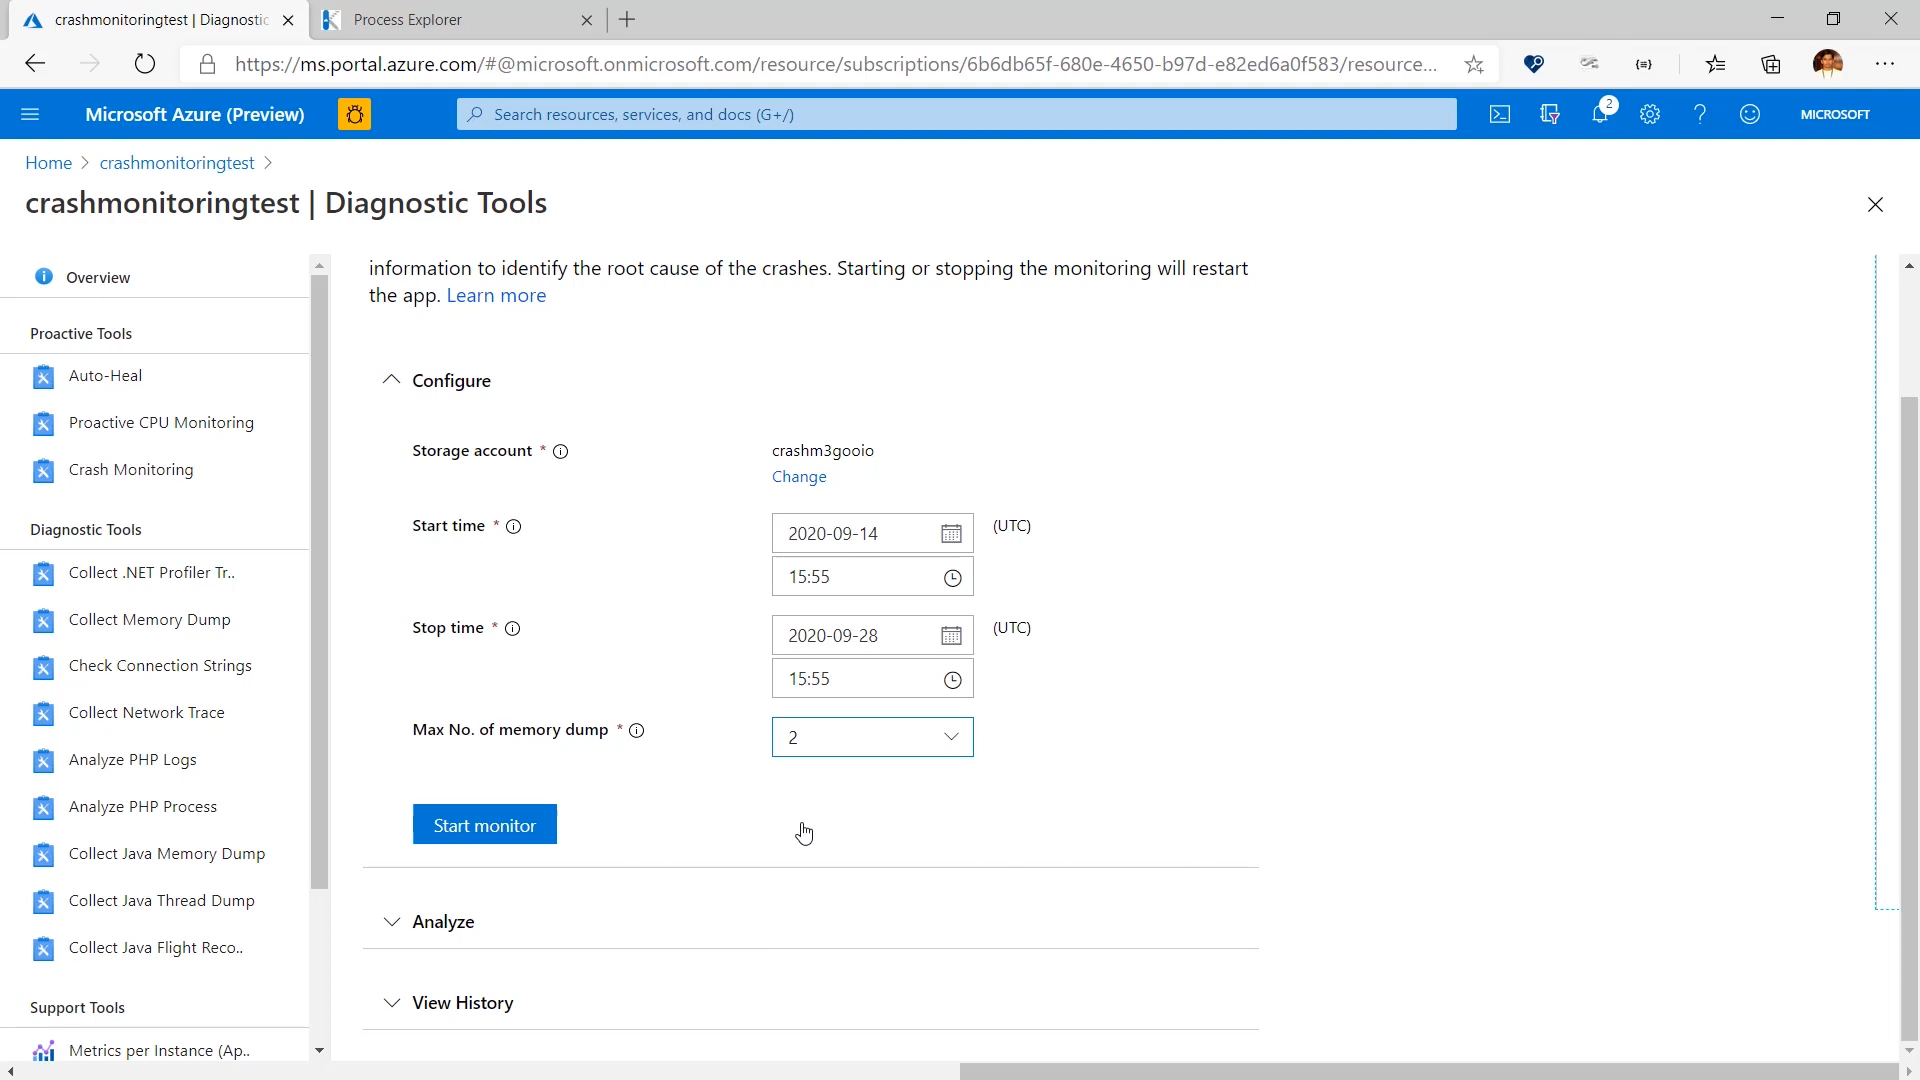 crashmonitoringtest | Diagnostic
Process Explorer
https://ms.portal.azure.com/#@microsoft.onmicrosoft.com/resource/subscriptions/6b6db65f-680e-4650-b97d-e82ed6a0f583/resource...
Microsoft Azure (Preview)
Search resources, services, and docs (G+/)
2
MICROSOFT
Home > crashmonitoringtest >
crashmonitoringtest | Diagnostic Tools
Overview
Proactive Tools
Auto-Heal
Proactive CPU Monitoring
Crash Monitoring
Diagnostic Tools
Collect .NET Profiler Tr..
Collect Memory Dump
Check Connection Strings
Collect Network Trace
Analyze PHP Logs
Analyze PHP Process
Collect Java Memory Dump
Collect Java Thread Dump
Collect Java Flight Reco..
Support Tools
Metrics per Instance (Ap..
information to identify the root cause of the crashes. Starting or stopping the monitoring will restart
the app. Learn more
Configure
Storage account *
crashm3gooio
Change
Start time *
2020-09-14
(UTC)
15:55
Stop time *
2020-09-28
(UTC)
15:55
Max No. of memory dump *
2
Start monitor
Analyze
View History